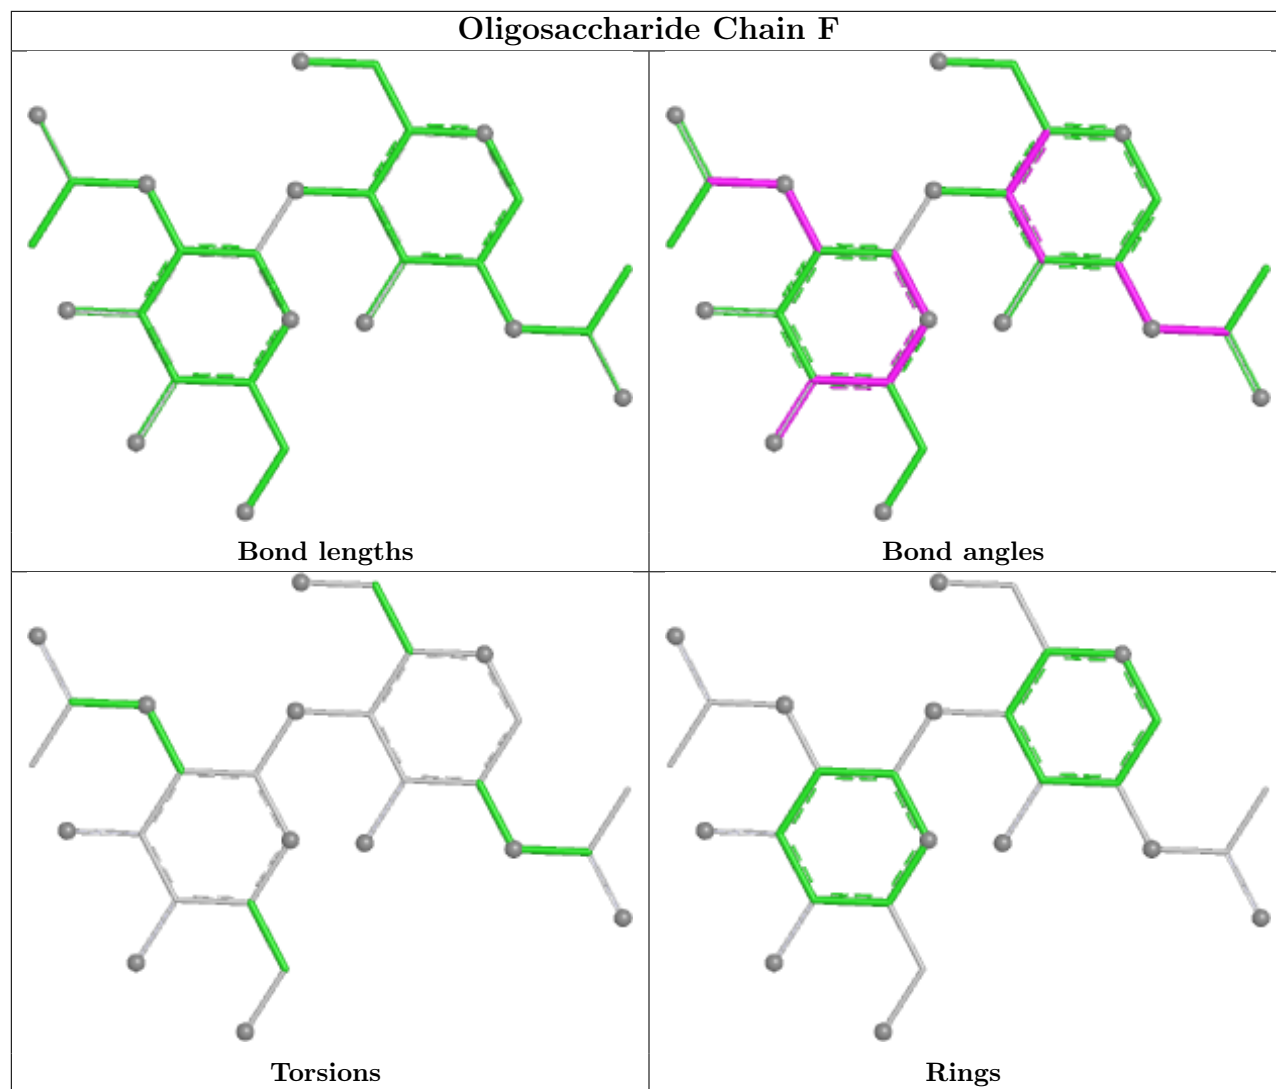 Oligosaccharide Chain F
Bond lengths
Bond angles
Torsions
Rings